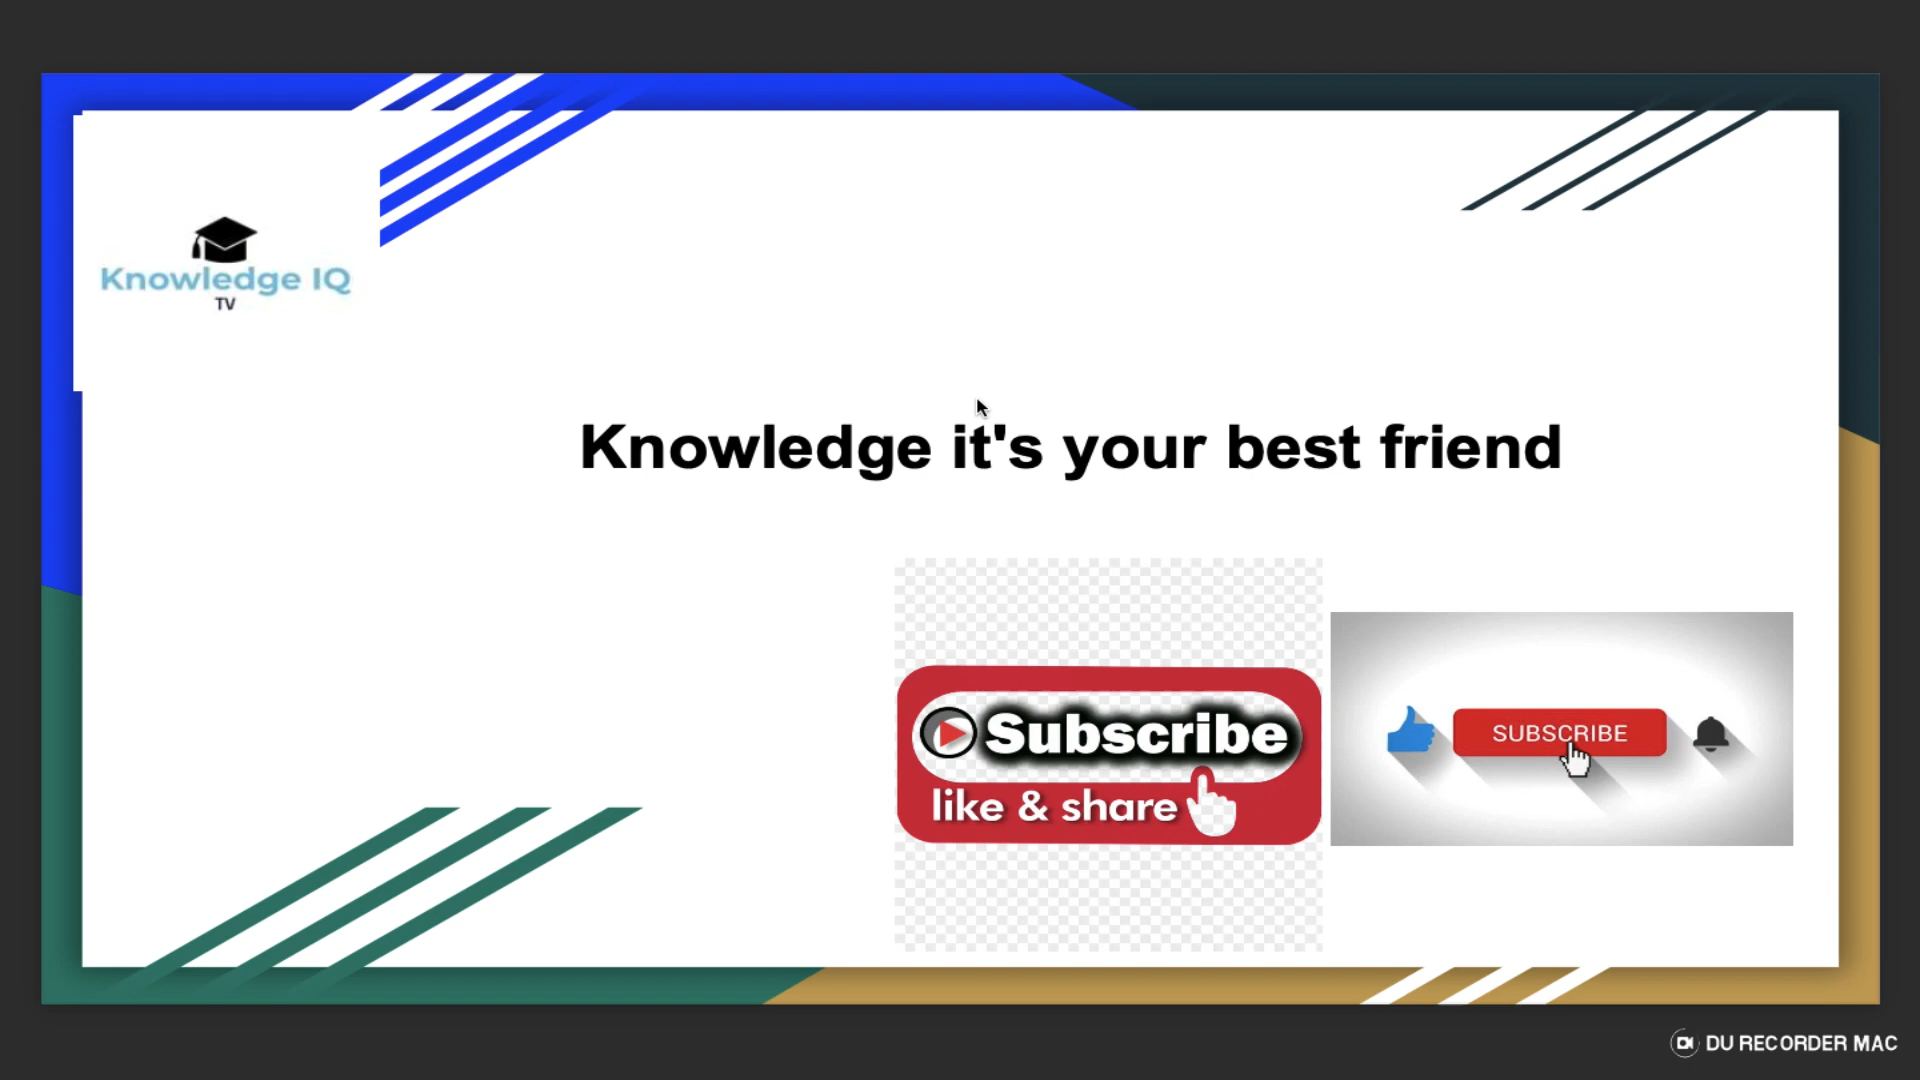 Knowledge IQ
TV
Knowledge it's your best friend
Subscribe
like & share
SUBSCRIBE
DU RECORDER MAC